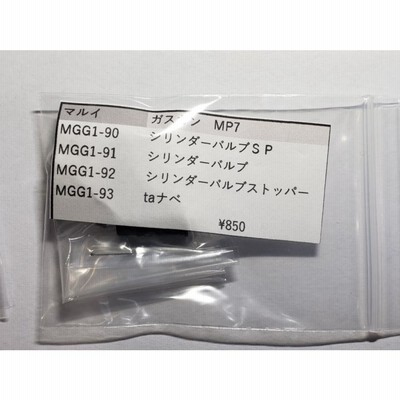 マルイ ガスガン MP7
MGG1-90 シリンダーバルブＳＰ
MGG1-91 シリンダーバルブ
MGG1-92 シリンダーバルブストッパー
MGG1-93 taナベ
¥850